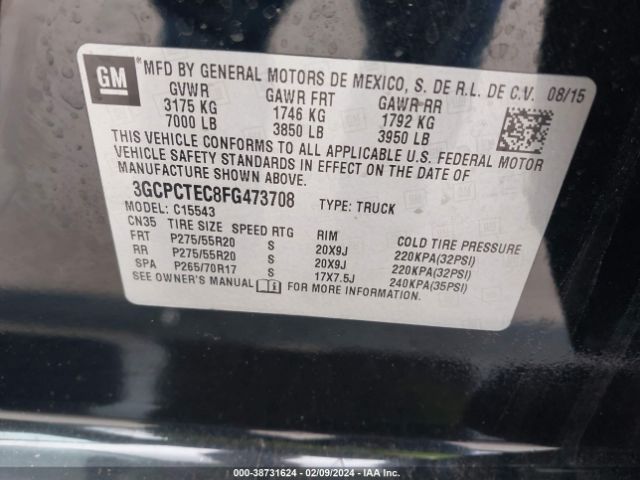 GM
MFD BY GENERAL MOTORS DE MEXICO, S. DE R.L. DE C.V. 08/15
GVWR GAWR FRT GAWR RR
3175 KG 1746 KG 1792 KG
7000 LB 3850 LB 3950 LB
THIS VEHICLE CONFORMS TO ALL APPLICABLE U.S. FEDERAL MOTOR
VEHICLE SAFETY STANDARDS IN EFFECT ON THE DATE OF
MANUFACTURE SHOWN ABOVE.
3GCPCTEC8FG473708 TYPE: TRUCK
MODEL: C15543
CN35 TIRE SIZE SPEED RTG RIM COLD TIRE PRESSURE
FRT P275/55R20 S 20X9J 220KPA(32PSI)
RR P275/55R20 S 20X9J 220KPA(32PSI)
SPA P265/70R17 S 17X7.5J 240KPA(35PSI)
SEE OWNER'S MANUAL FOR MORE INFORMATION.
000-38731624 | 02/09/2024 | IAA Inc.